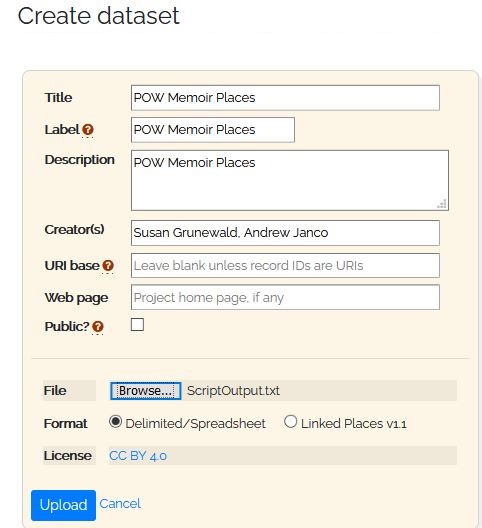 Create dataset
Title POW Memoir Places
Label ? POW Memoir Places
Description POW Memoir Places
Creator(s) Susan Grunewald, Andrew Janco
URI base ? Leave blank unless record IDs are URIs
Web page Project home page, if any
Public? ?
File Browse... ScriptOutput.txt
Format Delimited/Spreadsheet Linked Places v1.1
License CC BY 4.0
Upload Cancel